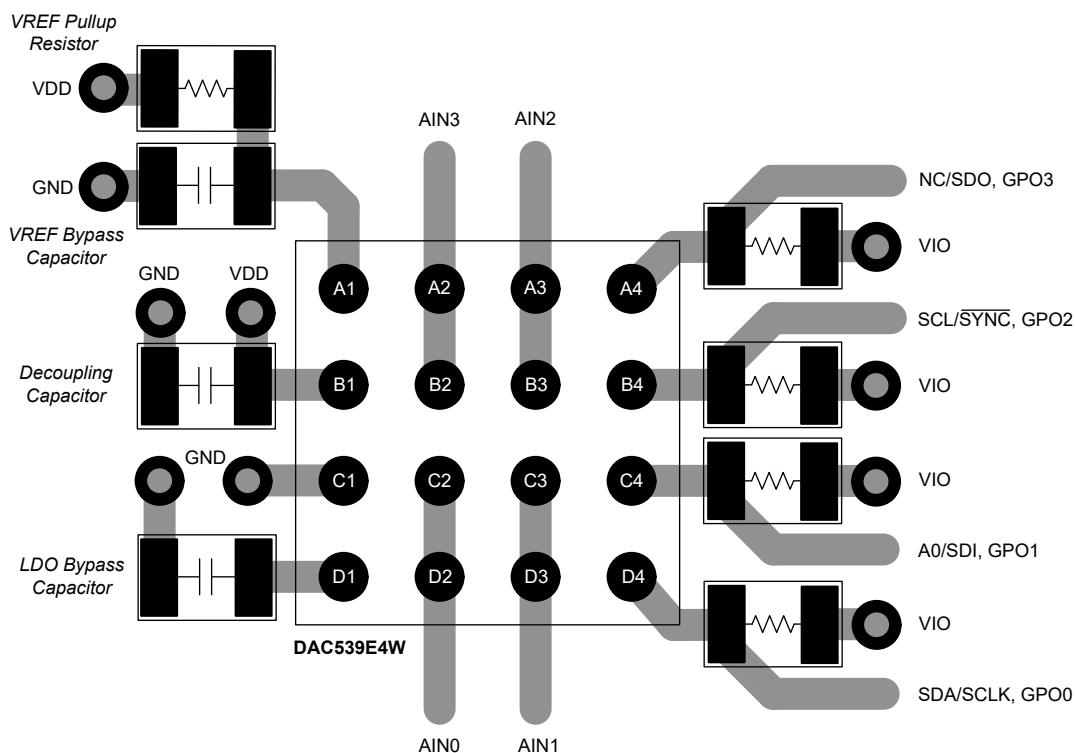 VREF Pullup
Resistor
VDD
GND
VREF Bypass
Capacitor
AIN3
AIN2
NC/SDO, GPO3
VIO
GND
VDD
A1
A2
A3
A4
SCL/S̅Y̅N̅C̅, GPO2
VIO
Decoupling
Capacitor
B1
B2
B3
B4
GND
C1
C2
C3
C4
VIO
A0/SDI, GPO1
LDO Bypass
Capacitor
D1
D2
D3
D4
VIO
DAC539E4W
SDA/SCLK, GPO0
AIN0
AIN1